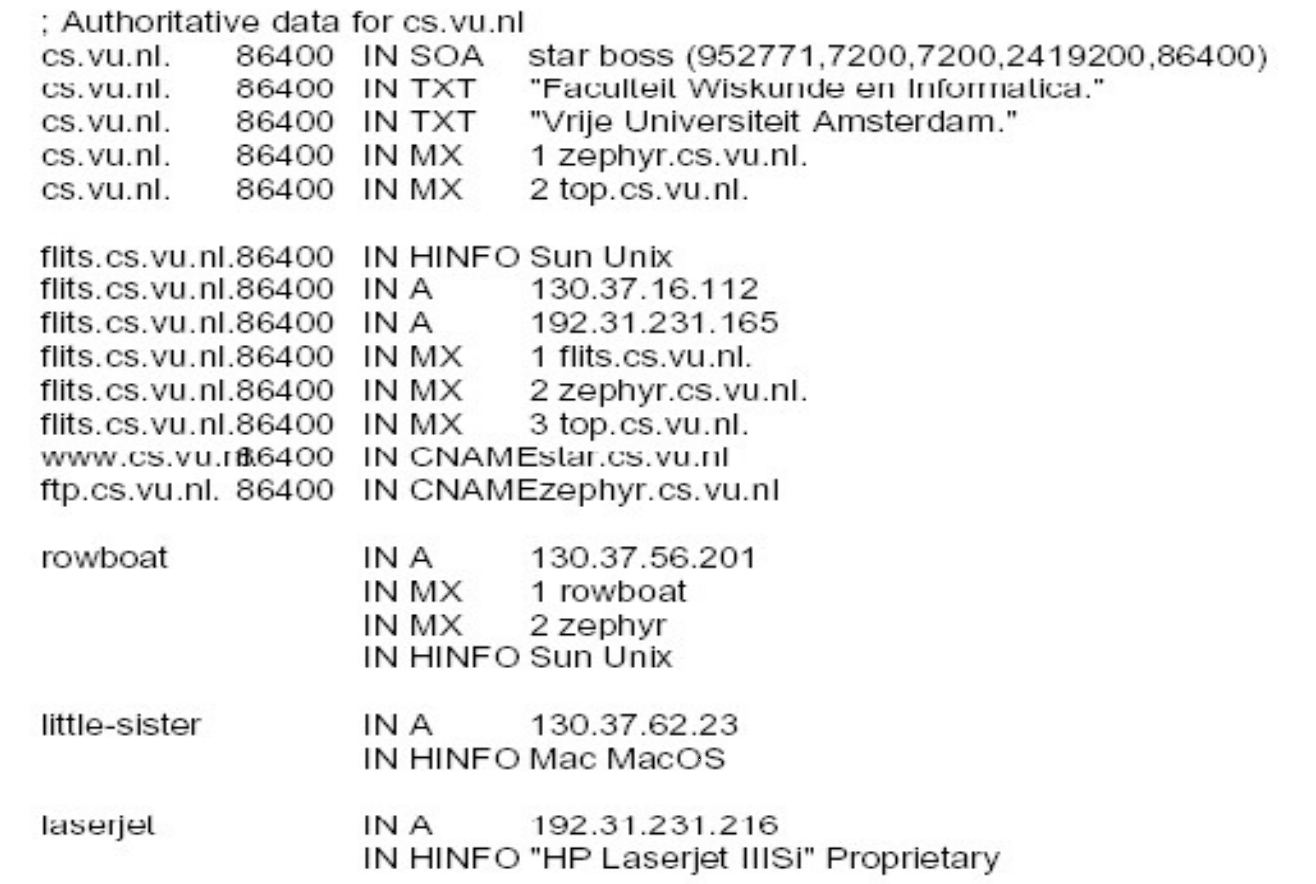 ; Authoritative data for cs.vu.nl
cs.vu.nl. 86400 IN SOA star boss (952771,7200,7200,2419200,86400)
cs.vu.nl. 86400 IN TXT "Faculteit Wiskunde en Informatica."
cs.vu.nl. 86400 IN TXT "Vrije Universiteit Amsterdam."
cs.vu.nl. 86400 IN MX 1 zephyr.cs.vu.nl.
cs.vu.nl. 86400 IN MX 2 top.cs.vu.nl.
flits.cs.vu.nl. 86400 IN HINFO Sun Unix
flits.cs.vu.nl. 86400 IN A 130.37.16.112
flits.cs.vu.nl. 86400 IN A 192.31.231.165
flits.cs.vu.nl. 86400 IN MX 1 flits.cs.vu.nl.
flits.cs.vu.nl. 86400 IN MX 2 zephyr.cs.vu.nl.
flits.cs.vu.nl. 86400 IN MX 3 top.cs.vu.nl.
www.cs.vu.nl. 86400 IN CNAME star.cs.vu.nl
ftp.cs.vu.nl. 86400 IN CNAME zephyr.cs.vu.nl
rowboat IN A 130.37.56.201
IN MX 1 rowboat
IN MX 2 zephyr
IN HINFO Sun Unix
little-sister IN A 130.37.62.23
IN HINFO Mac MacOS
laserjet IN A 192.31.231.216
IN HINFO "HP Laserjet IIISi" Proprietary